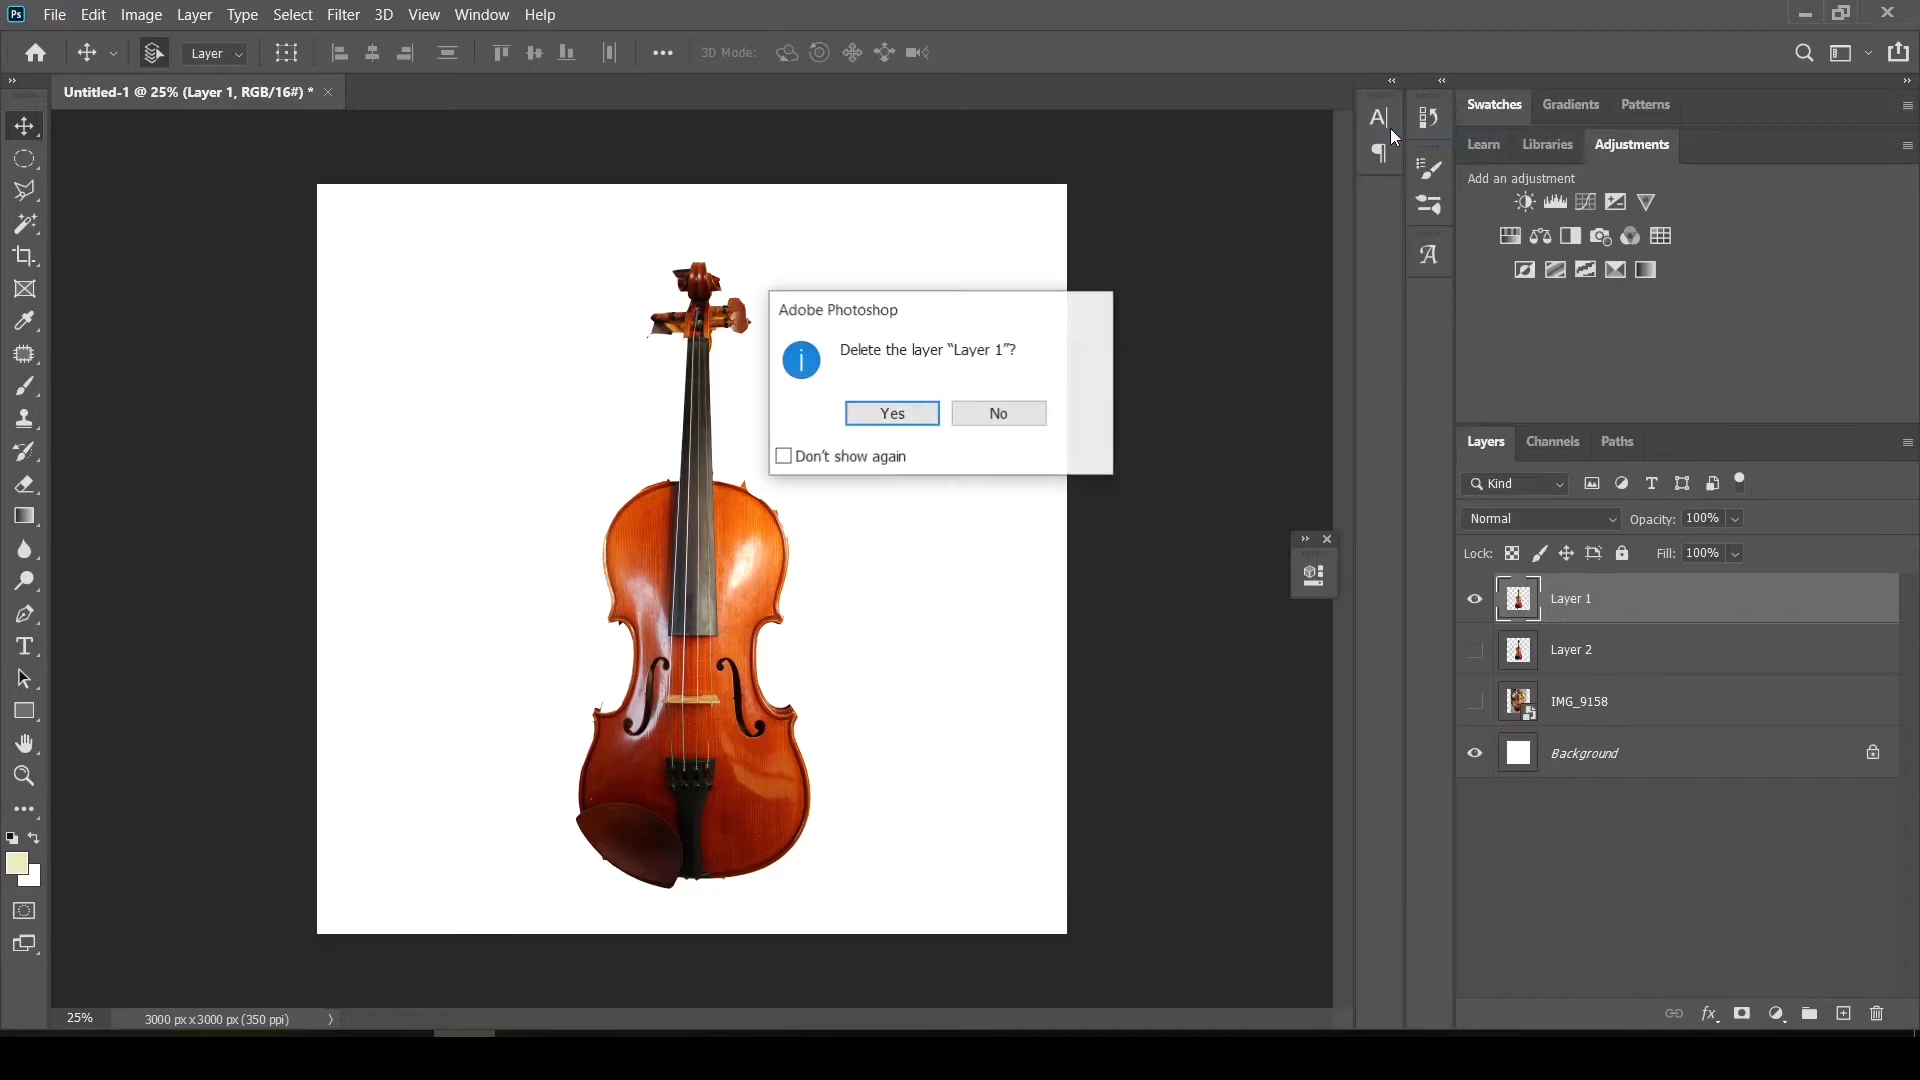 Ps File Edit Image Layer Type Select Filter 3D View Window Help
Layer 3D Mode:
Untitled-1 @ 25% (Layer 1, RGB/16#) *
Swatches Gradients Patterns
Learn Libraries Adjustments
Add an adjustment
Adobe Photoshop
Delete the layer “Layer 1”?
Yes No
Don't show again
Layers Channels Paths
Kind
Normal Opacity: 100%
Lock: Fill: 100%
Layer 1
Layer 2
IMG_9158
Background
25% 3000 px x 3000 px (350 ppi)